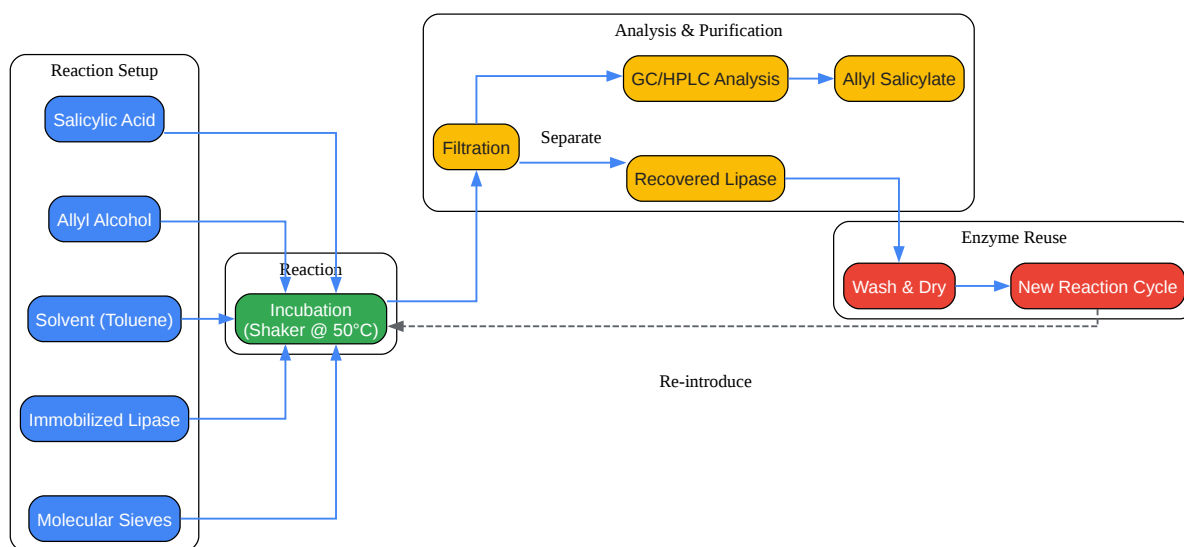 Reaction Setup
Salicylic Acid
Allyl Alcohol
Solvent (Toluene)
Immobilized Lipase
Molecular Sieves
Reaction
Incubation
(Shaker @ 50°C)
Analysis & Purification
GC/HPLC Analysis
Allyl Salicylate
Filtration
Separate
Recovered Lipase
Enzyme Reuse
Wash & Dry
New Reaction Cycle
Re-introduce